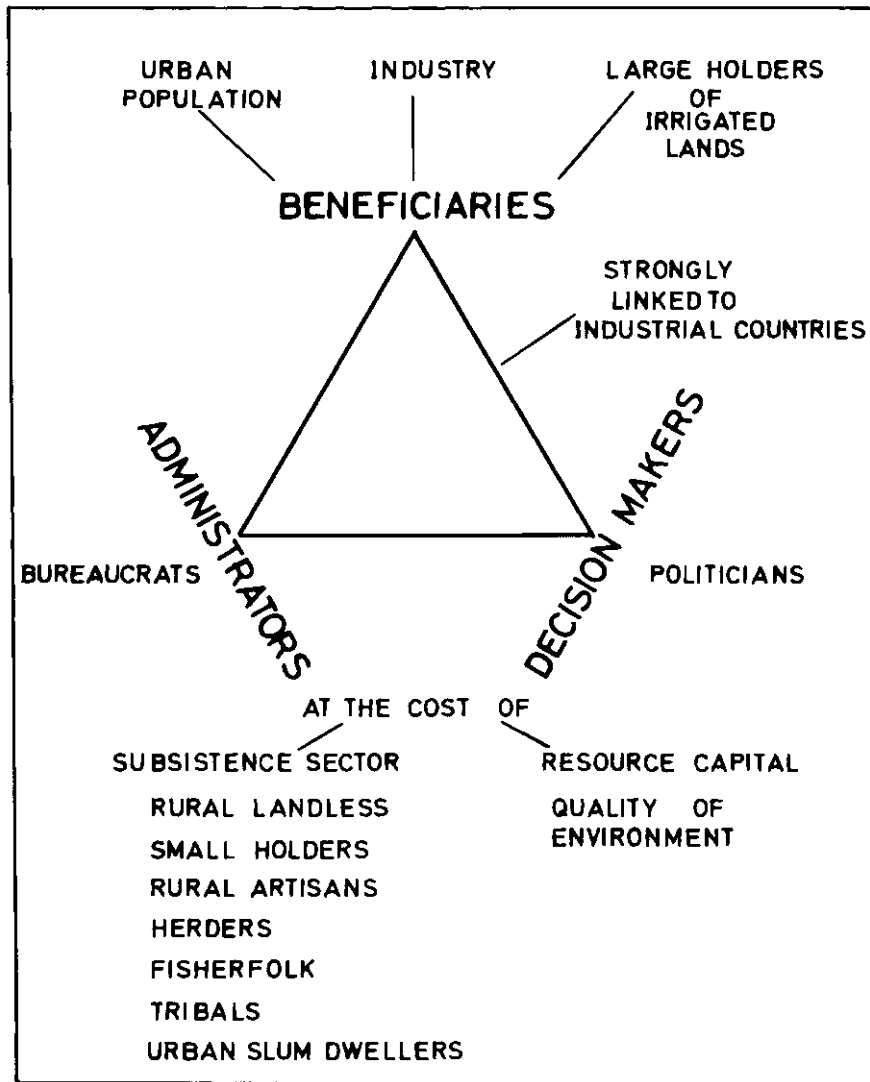 URBAN
POPULATION
INDUSTRY
LARGE HOLDERS
OF
IRRIGATED
LANDS
BENEFICIARIES
STRONGLY
LINKED TO
INDUSTRIAL COUNTRIES
ADMINISTRATORS
DECISION MAKERS
BUREAUCRATS
POLITICIANS
AT THE COST OF
SUBSISTENCE SECTOR
RURAL LANDLESS
SMALL HOLDERS
RURAL ARTISANS
HERDERS
FISHERFOLK
TRIBALS
URBAN SLUM DWELLERS
RESOURCE CAPITAL
QUALITY OF
ENVIRONMENT